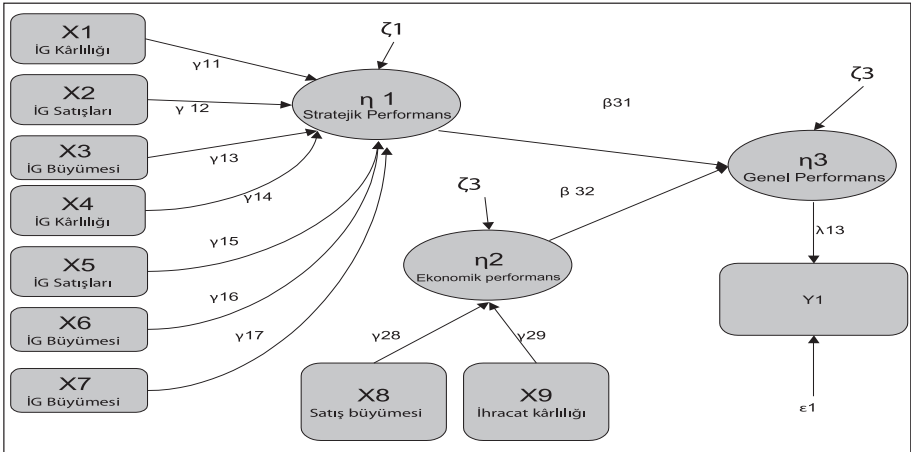 X1
İG Kârlılığı
X2
İG Satışları
X3
İG Büyümesi
X4
İG Kârlılığı
X5
İG Satışları
X6
İG Büyümesi
X7
İG Büyümesi
γ11
γ 12
γ13
γ14
γ15
γ16
γ17
ζ1
η 1
Stratejik Performans
β31
ζ3
η3
Genel Performans
β 32
ζ3
η2
Ekonomik performans
λ13
Y1
ε1
γ28
γ29
X8
Satış büyümesi
X9
İhracat kârlılığı